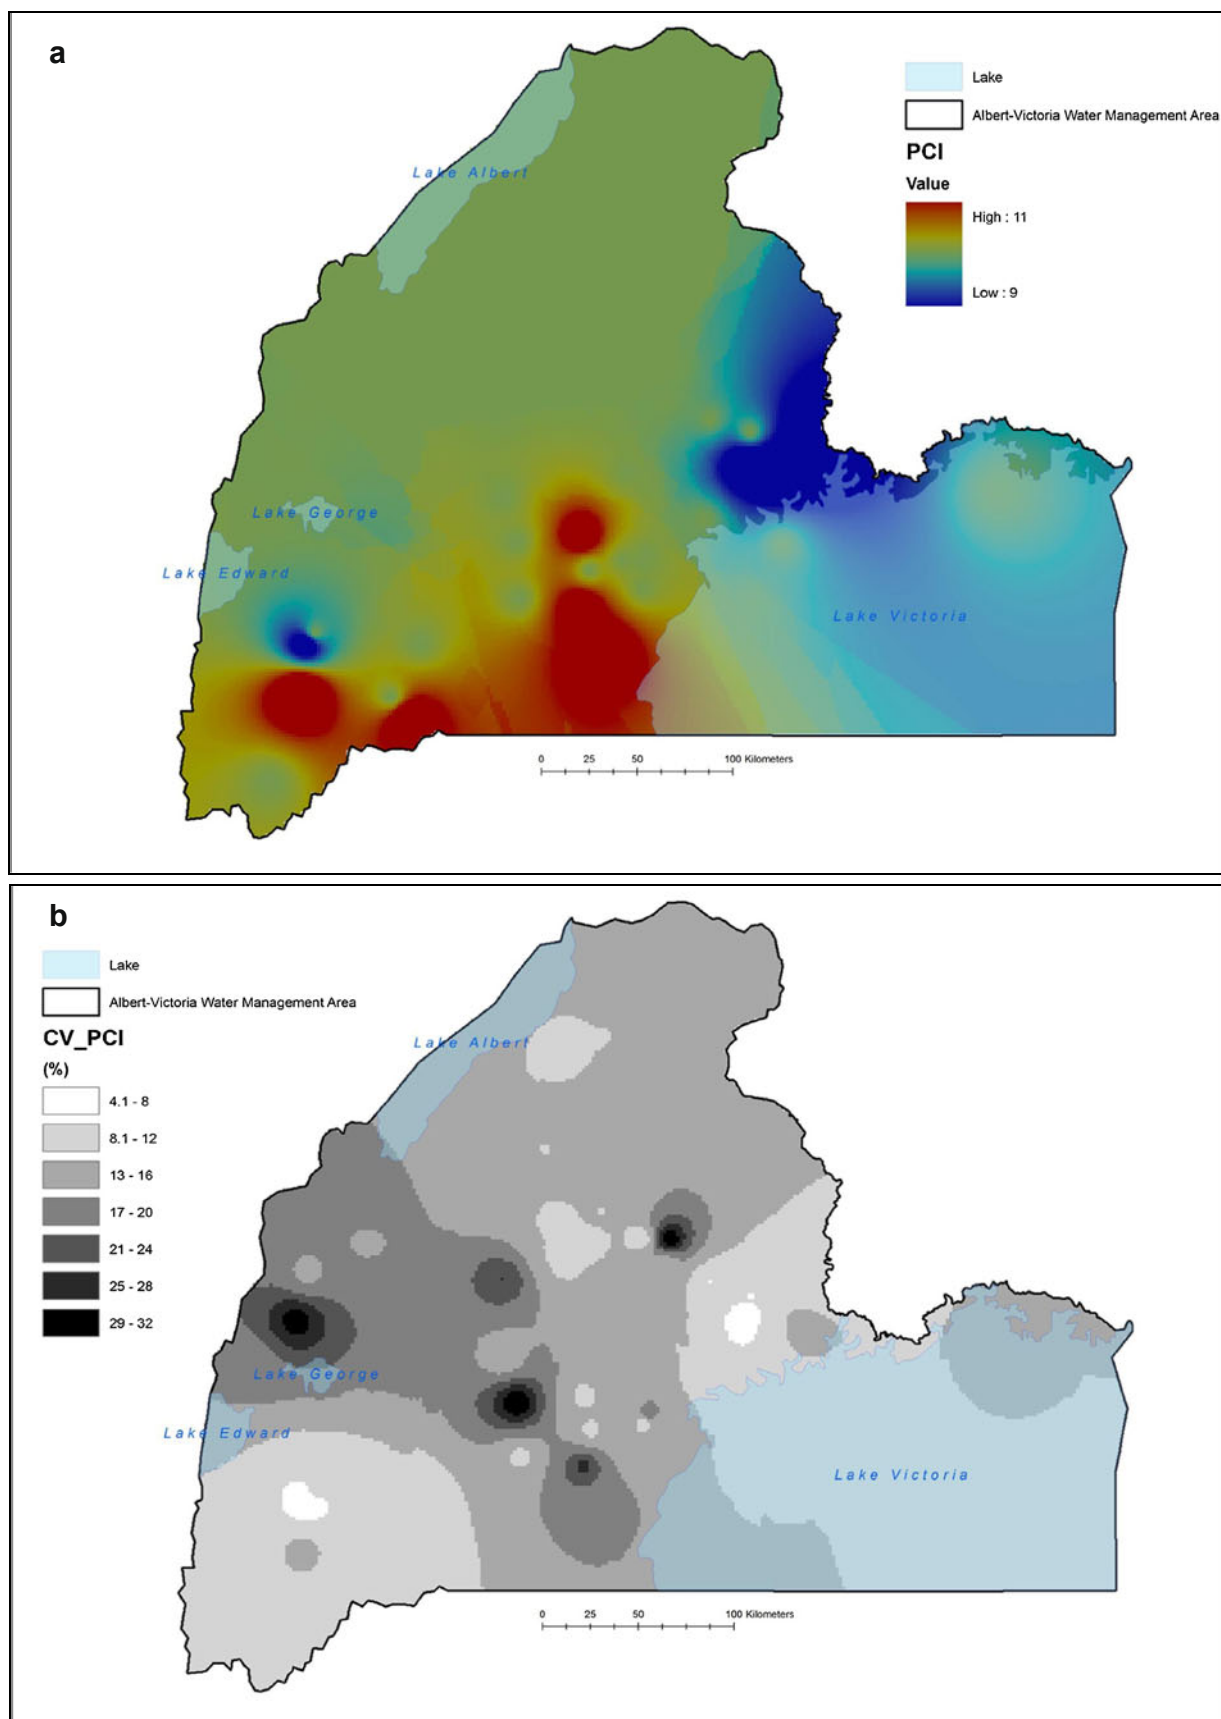 a
Lake
Albert-Victoria Water Management Area
PCI
Value
High : 11
Low : 9
Lake Albert
Lake George
Lake Edward
Lake Victoria
0 25 50 100 Kilometers
b
Lake
Albert-Victoria Water Management Area
CV_PCI
(%)
4.1 - 8
8.1 - 12
13 - 16
17 - 20
21 - 24
25 - 28
29 - 32
Lake Albert
Lake George
Lake Edward
Lake Victoria
0 25 50 100 Kilometers